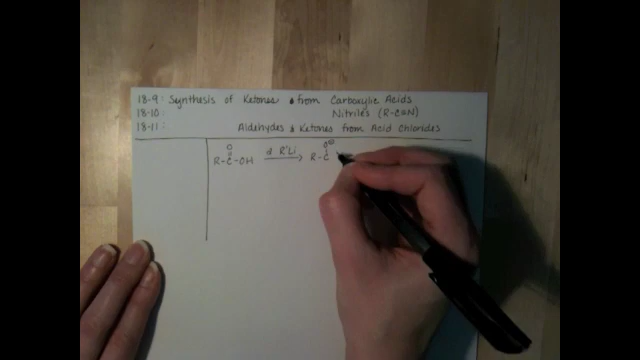 18-9: Synthesis of Ketones from Carboxylic Acids
18-10: Nitriles (R-C≡N)
18-11: Aldehydes & Ketones from Acid Chlorides
O
R-C-OH 2 R'Li R-C
O⊖